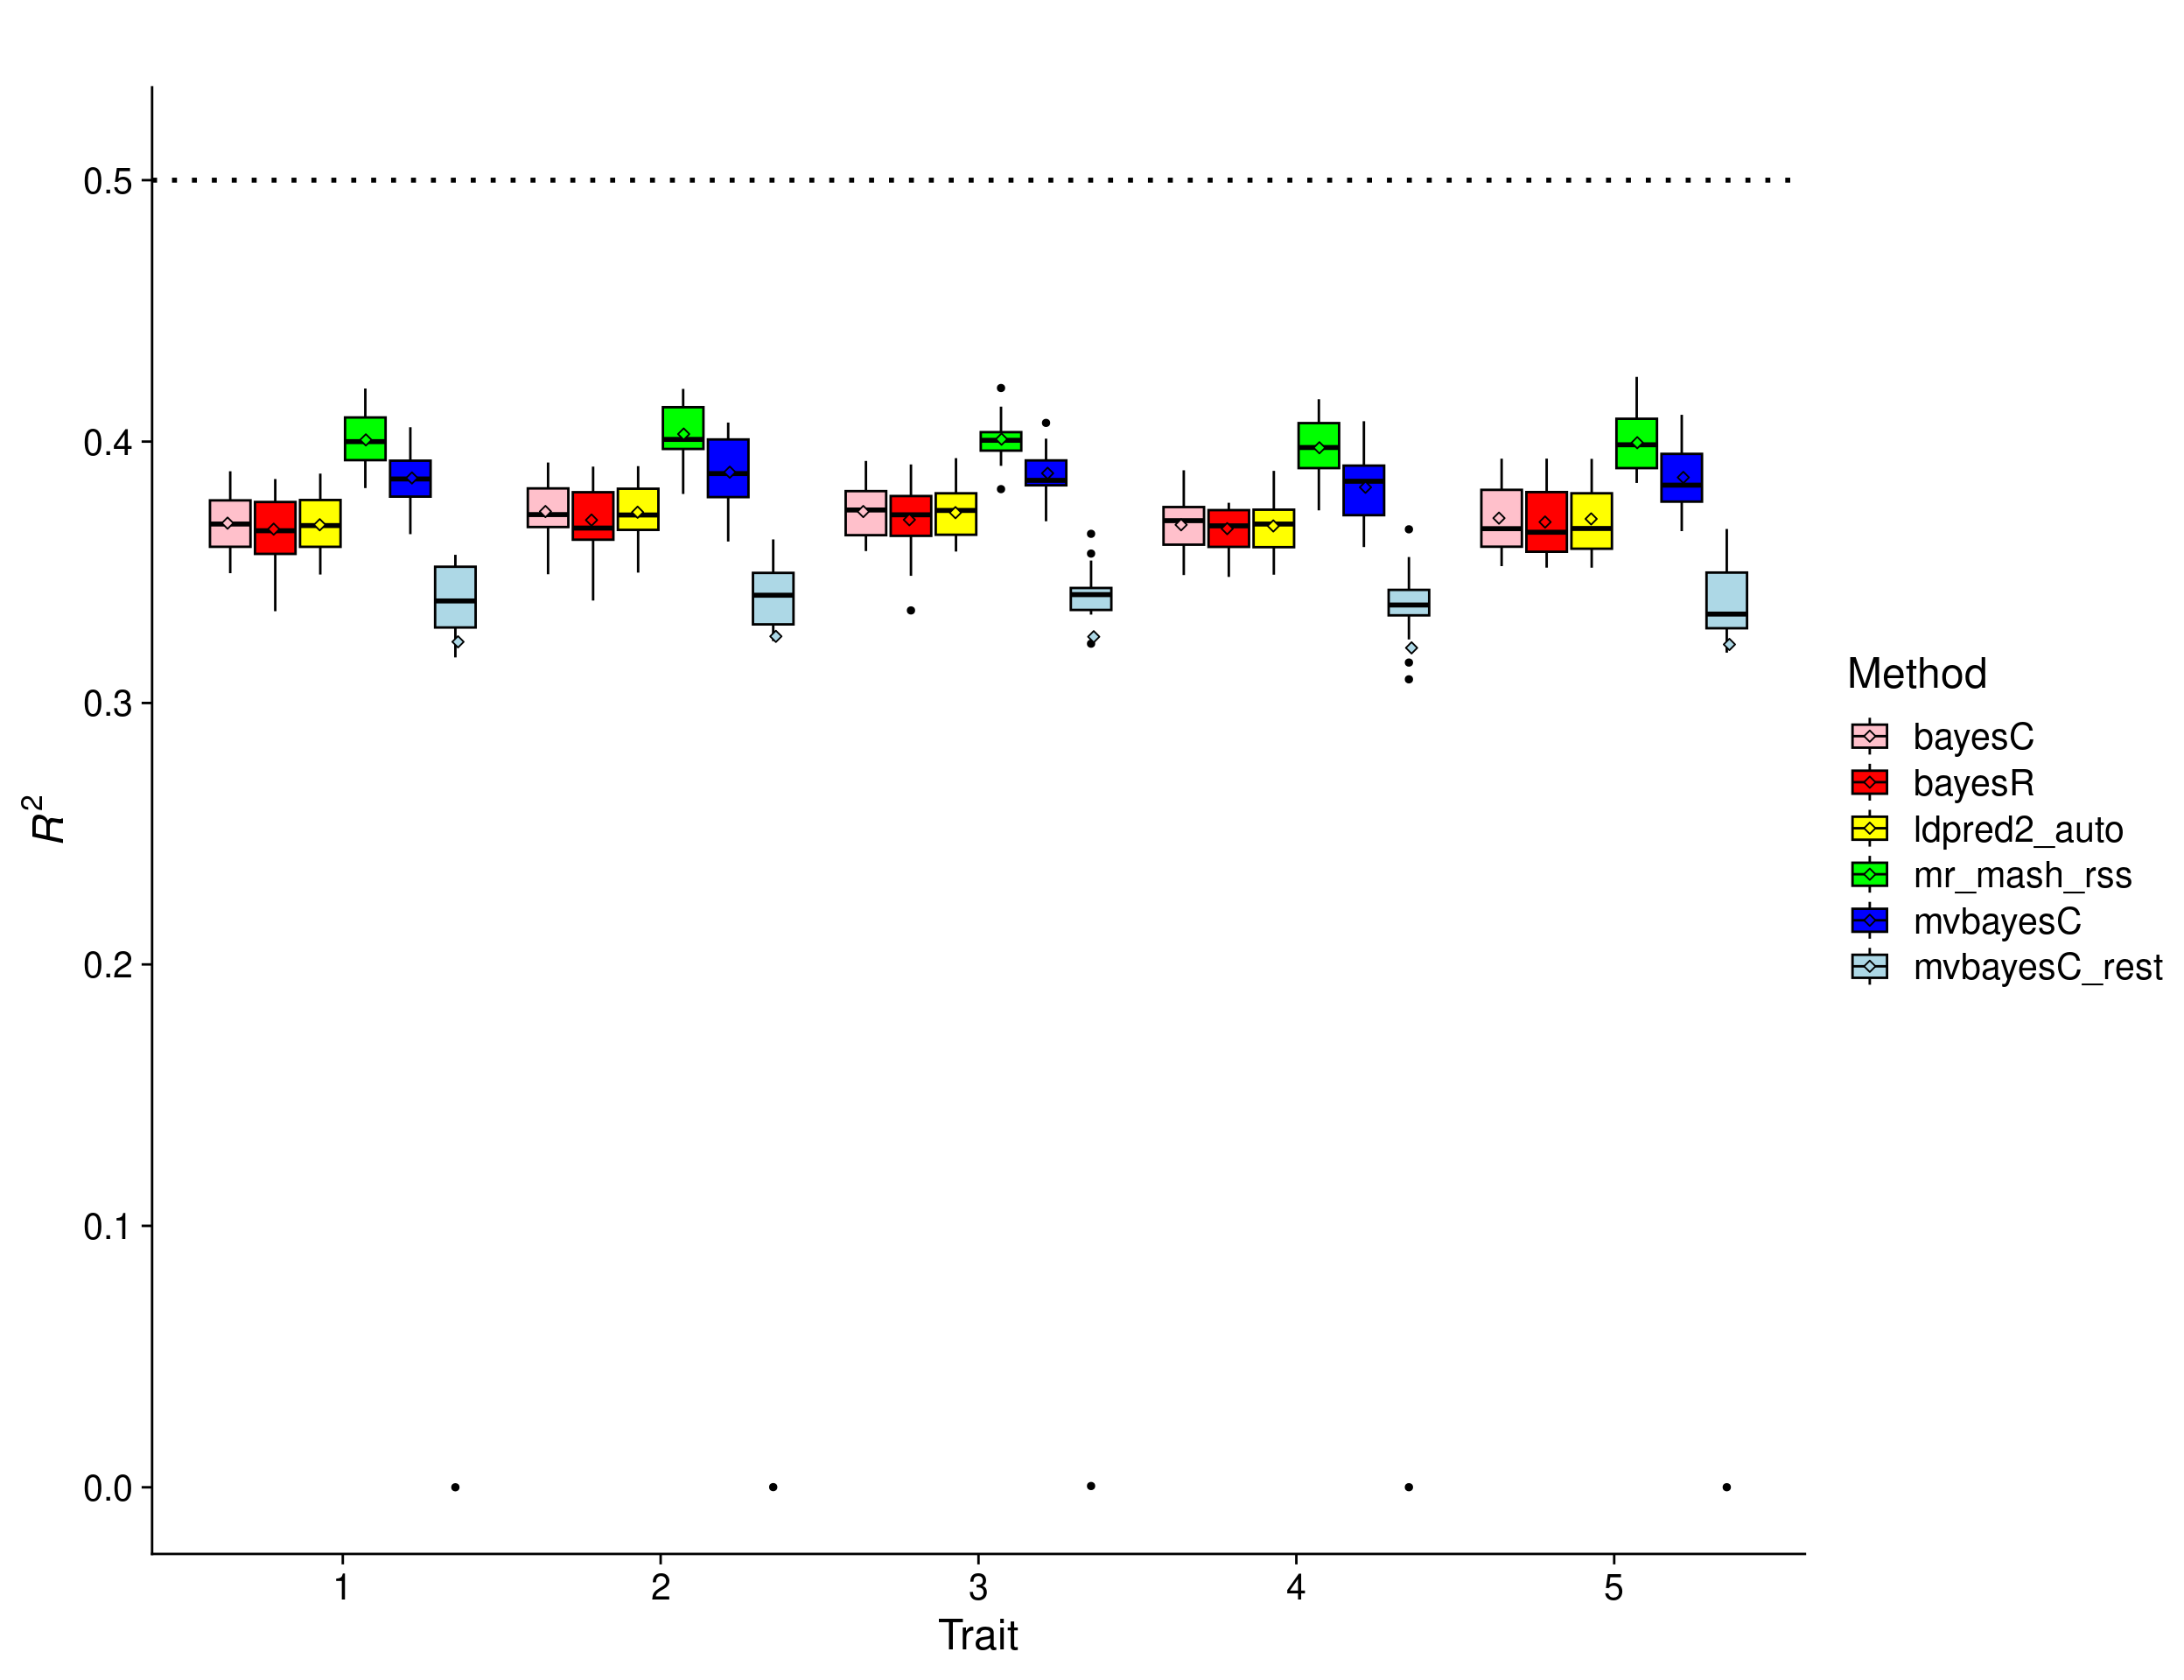 0.5
0.4
0.3
0.2
0.1
0.0
R²
1 2 3 4 5
Trait
Method
bayesC
bayesR
ldpred2_auto
mr_mash_rss
mvbayesC
mvbayesC_rest